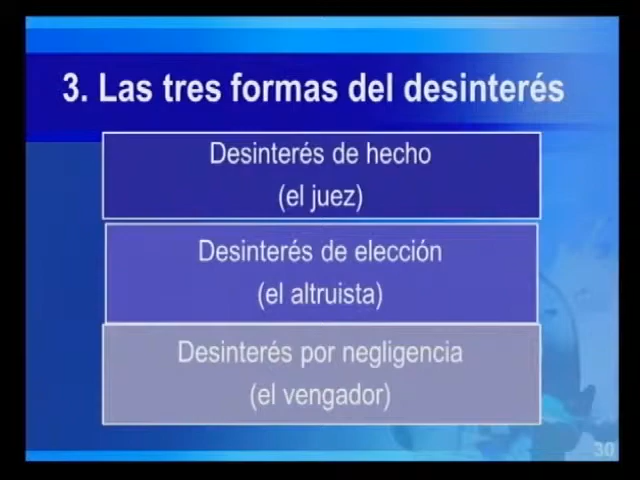 3. Las tres formas del desinterés
Desinterés de hecho
(el juez)
Desinterés de elección
(el altruista)
Desinterés por negligencia
(el vengador)
30